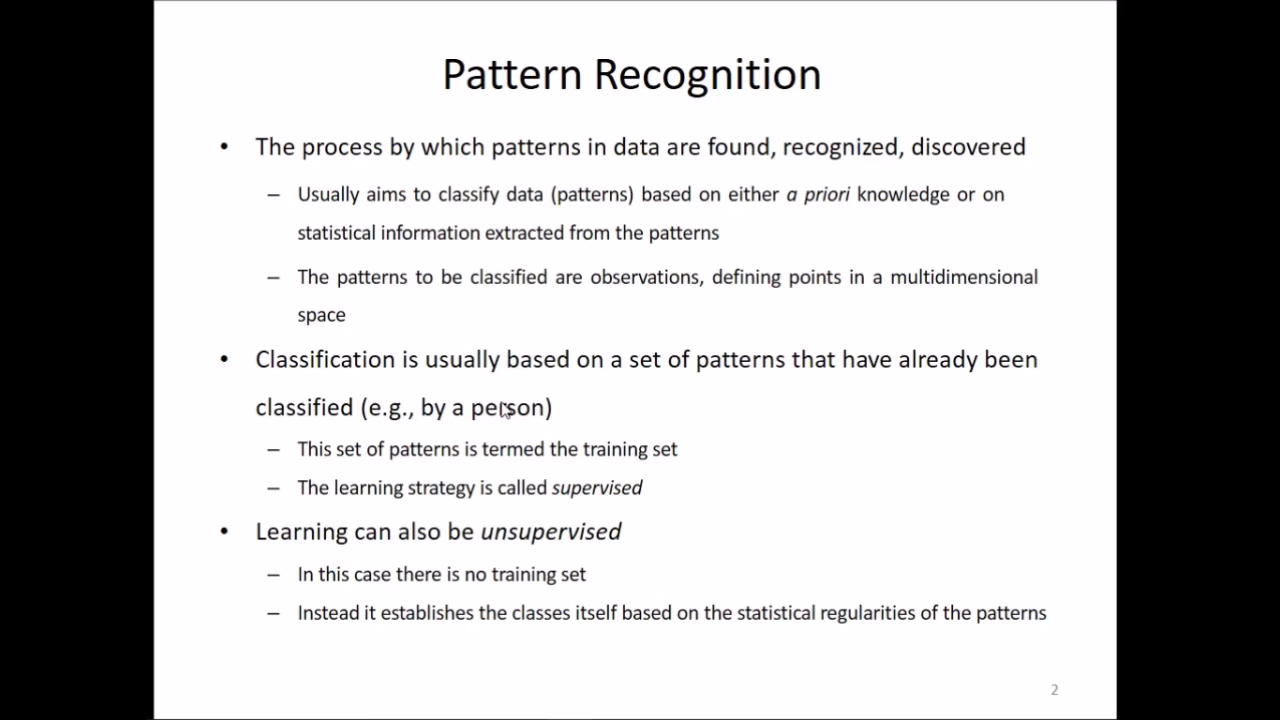 Pattern Recognition
• The process by which patterns in data are found, recognized, discovered
– Usually aims to classify data (patterns) based on either a priori knowledge or on
statistical information extracted from the patterns
– The patterns to be classified are observations, defining points in a multidimensional
space
• Classification is usually based on a set of patterns that have already been
classified (e.g., by a person)
– This set of patterns is termed the training set
– The learning strategy is called supervised
• Learning can also be unsupervised
– In this case there is no training set
– Instead it establishes the classes itself based on the statistical regularities of the patterns
2